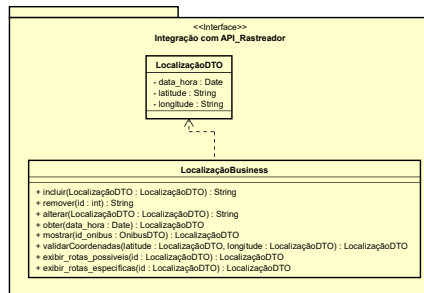 <<Interface>>
Integração com API_Rastreador
LocalizaçãoDTO
- data_hora : Date
- latitude : String
- longitude : String
LocalizaçãoBusiness
+ incluir(LocalizaçãoDTO : LocalizaçãoDTO) : String
+ remover(id : int) : String
+ alterar(LocalizaçãoDTO : LocalizaçãoDTO) : String
+ obter(data_hora : Date) : LocalizaçãoDTO
+ mostrar(id_onibus : OnibusDTO) : LocalizaçãoDTO
+ validarCoordenadas(latitude : LocalizaçãoDTO, longitude : LocalizaçãoDTO) : LocalizaçãoDTO
+ exibir_rotas_possiveis(id : LocalizaçãoDTO) : LocalizaçãoDTO
+ exibir_rotas_especificas(id : LocalizaçãoDTO) : LocalizaçãoDTO